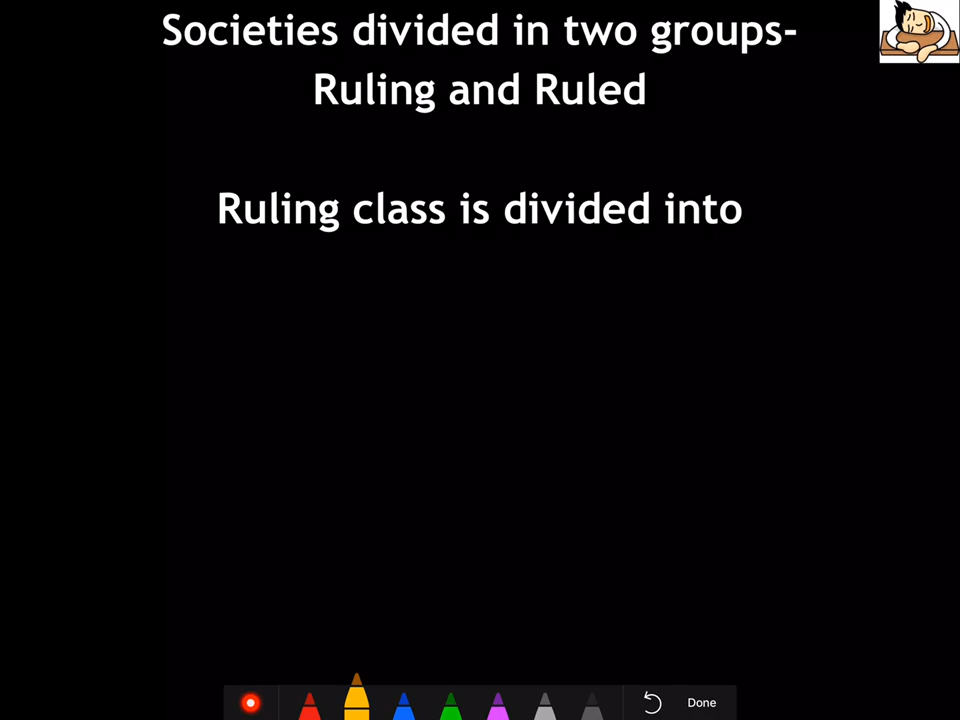 Societies divided in two groups-
Ruling and Ruled
Ruling class is divided into
Done